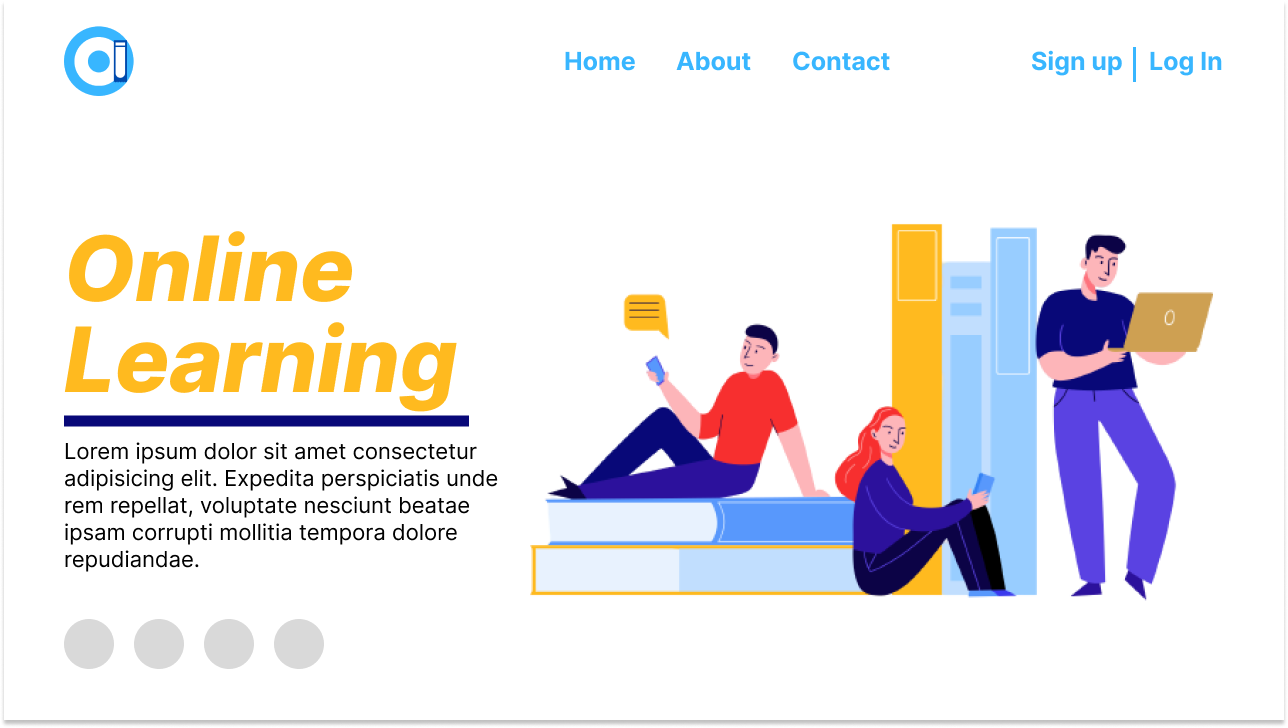 Home About Contact Sign up Log In
Online
Learning
Lorem ipsum dolor sit amet consectetur
adipisicing elit. Expedita perspiciatis unde
rem repellat, voluptate nesciunt beatae
ipsam corrupti mollitia tempora dolore
repudiandae.